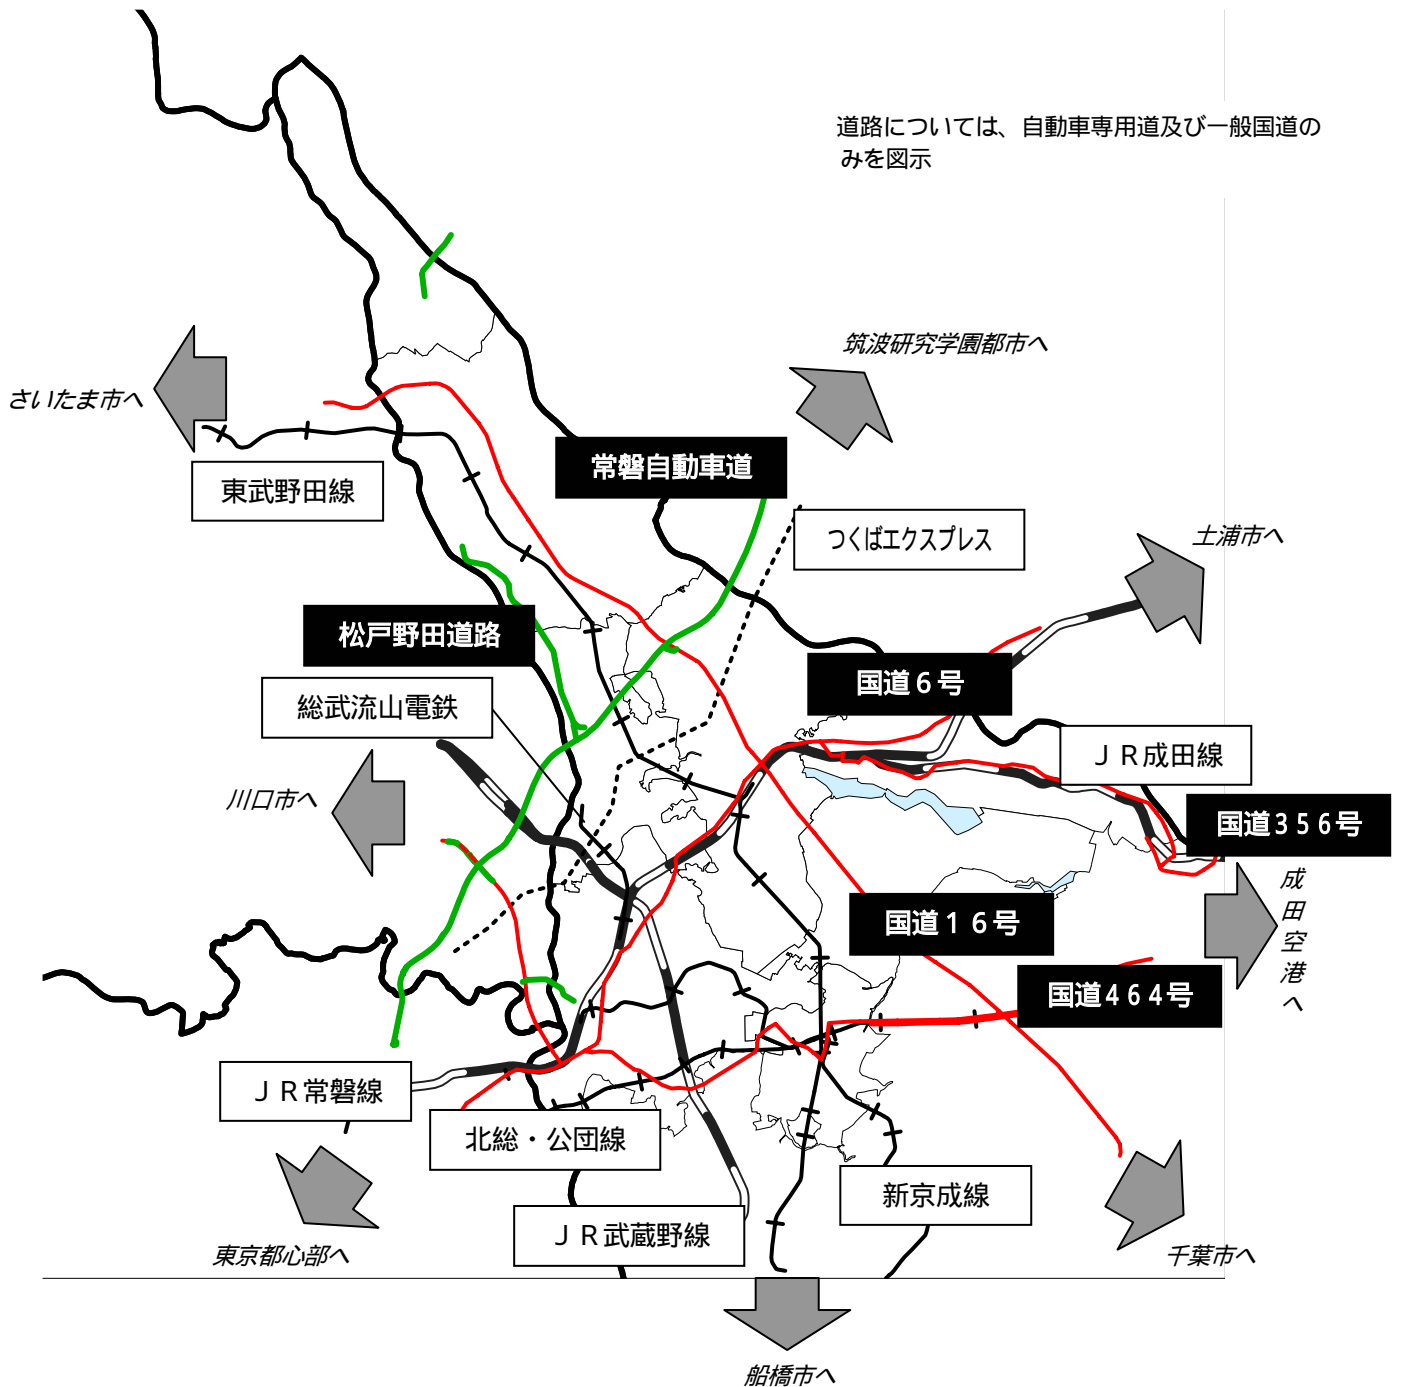 道路については、自動車専用道及び一般国道の
みを図示
筑波研究学園都市へ
さいたま市へ
常磐自動車道
東武野田線
つくばエクスプレス
土浦市へ
松戸野田道路
国道６号
総武流山電鉄
ＪＲ成田線
川口市へ
国道３５６号
成田空港へ
国道１６号
国道４６４号
ＪＲ常磐線
北総・公団線
新京成線
ＪＲ武蔵野線
東京都心部へ
千葉市へ
船橋市へ